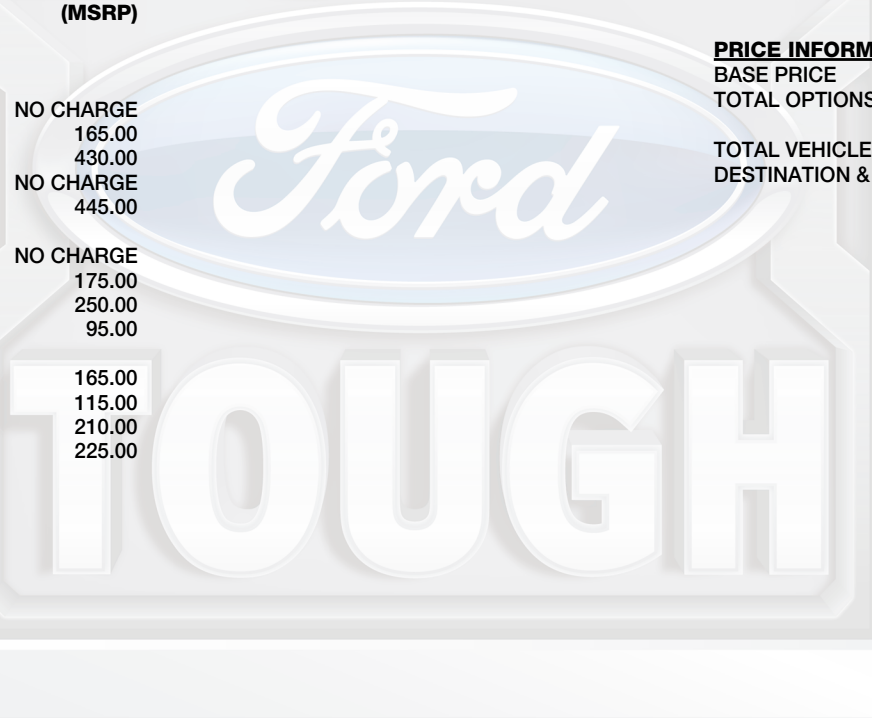 (MSRP)
NO CHARGE
165.00
430.00
NO CHARGE
445.00
NO CHARGE
175.00
250.00
95.00
165.00
115.00
210.00
225.00
PRICE INFORM
BASE PRICE
TOTAL OPTIONS
TOTAL VEHICLE
DESTINATION &
Ford
TOUGH